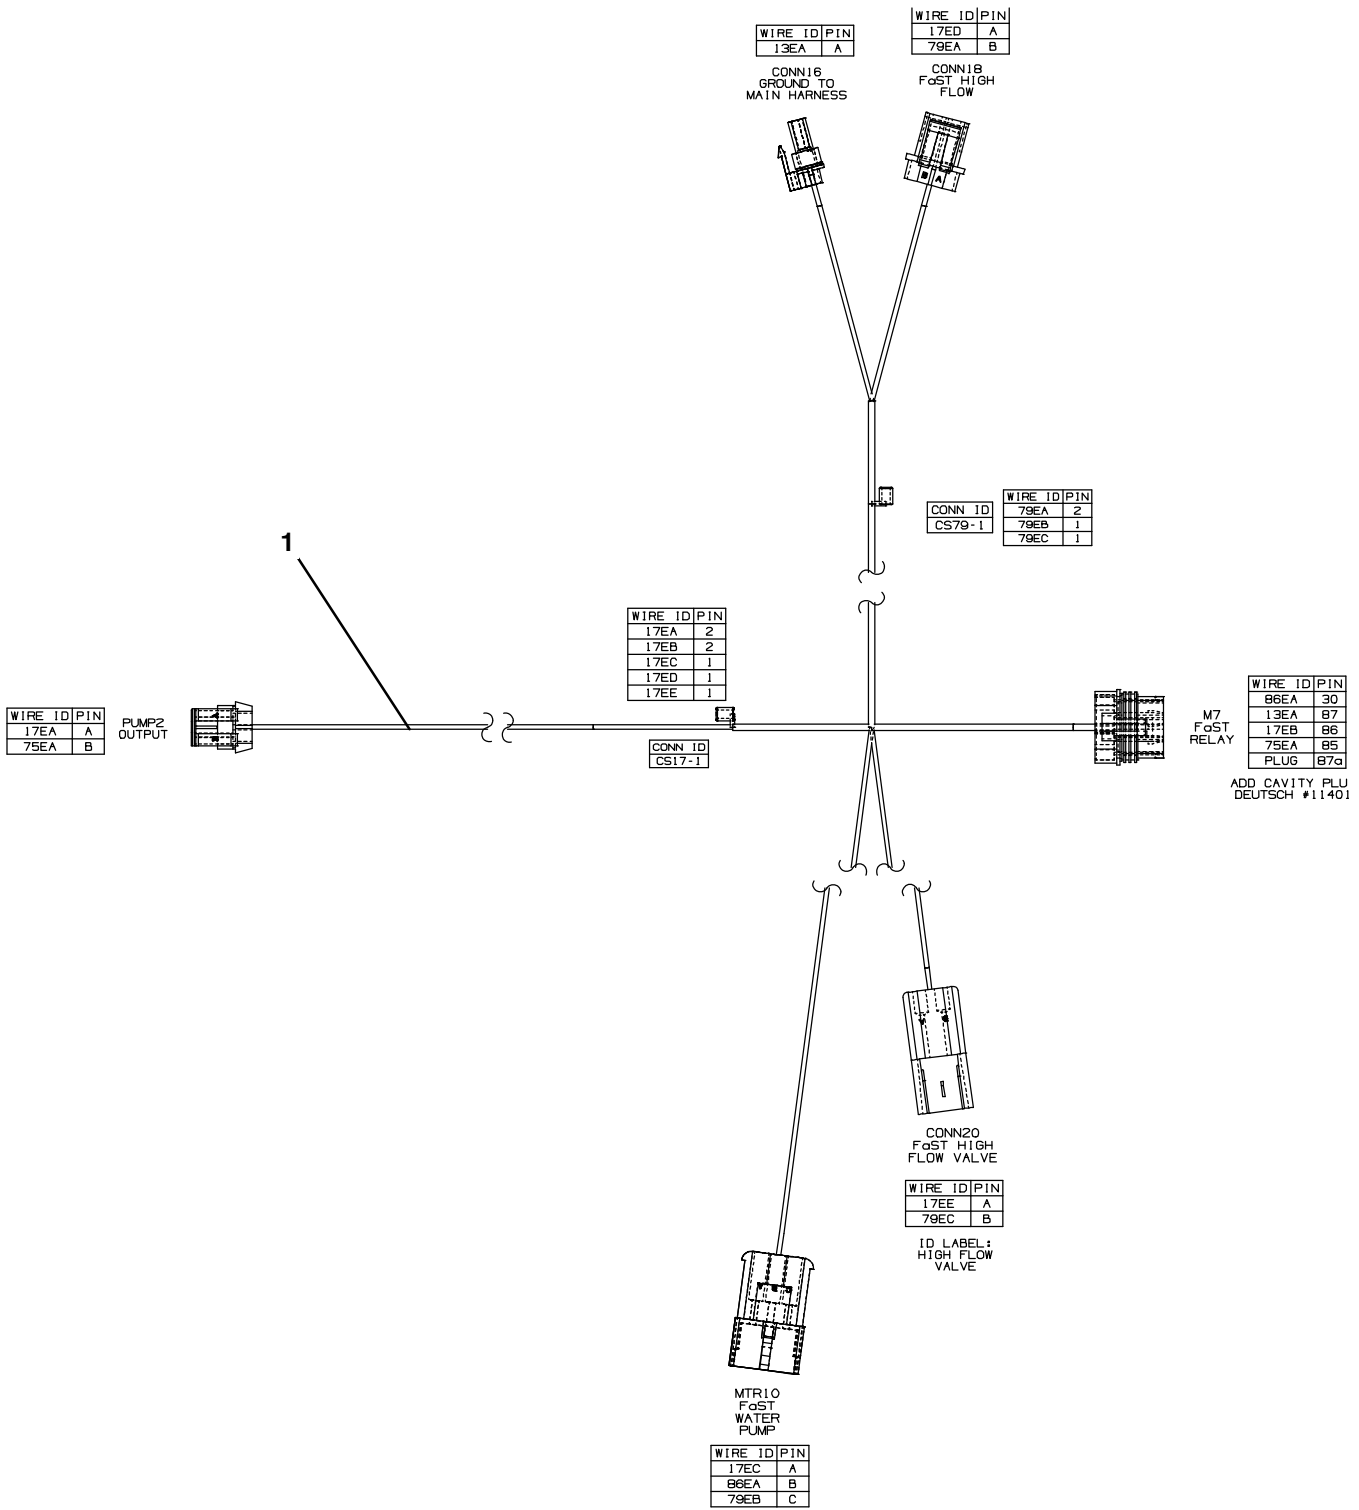 WIRE ID PIN
13EA A
CONN16
GROUND TO
MAIN HARNESS
WIRE ID PIN
17ED A
79EA B
CONN18
FaST HIGH
FLOW
B A
CONN ID
CS79-1
WIRE ID PIN
79EA 2
79EB 1
79EC 1
1
WIRE ID PIN
17EA 2
17EB 2
17EC 1
17ED 1
17EE 1
CONN ID
CS17-1
WIRE ID PIN
17EA A
75EA B
PUMP2
OUTPUT
M7
FaST
RELAY
WIRE ID PIN
86EA 30
13EA 87
17EB 86
75EA 85
PLUG 87a
ADD CAVITY PLU
DEUTSCH #11401
CONN20
FaST HIGH
FLOW VALVE
WIRE ID PIN
17EE A
79EC B
ID LABEL:
HIGH FLOW
VALVE
MTR10
FaST
WATER
PUMP
WIRE ID PIN
17EC A
86EA B
79EB C